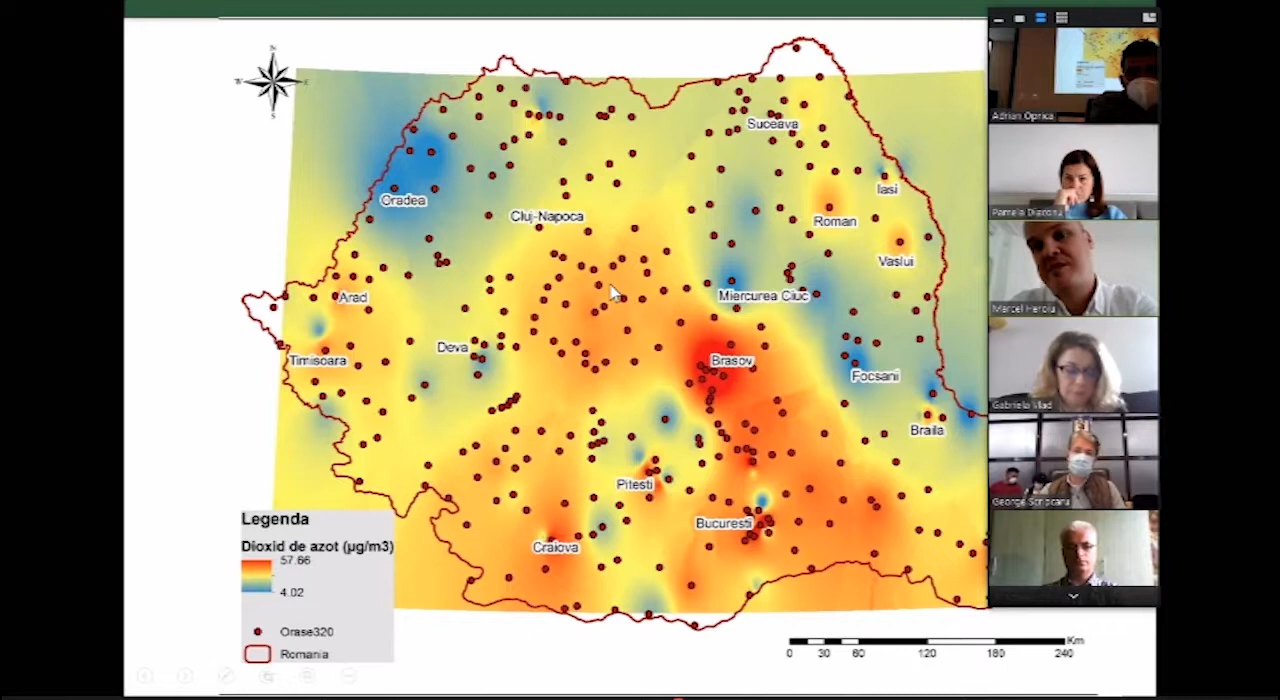 N
Suceava
Iasi
Oradea
Cluj-Napoca
Roman
Vaslui
Arad
Miercurea Ciuc
Timisoara
Deva
Brasov
Focsani
Braila
Pitesti
Bucuresti
Craiova
Legenda
Dioxid de azot (µg/m3)
57.66
4.02
Orase320
Romania
Km
0 30 60 120 180 240
Adrian Oprica
Pamela Diaconu
Marcel Heroiu
Gabriela Vlad